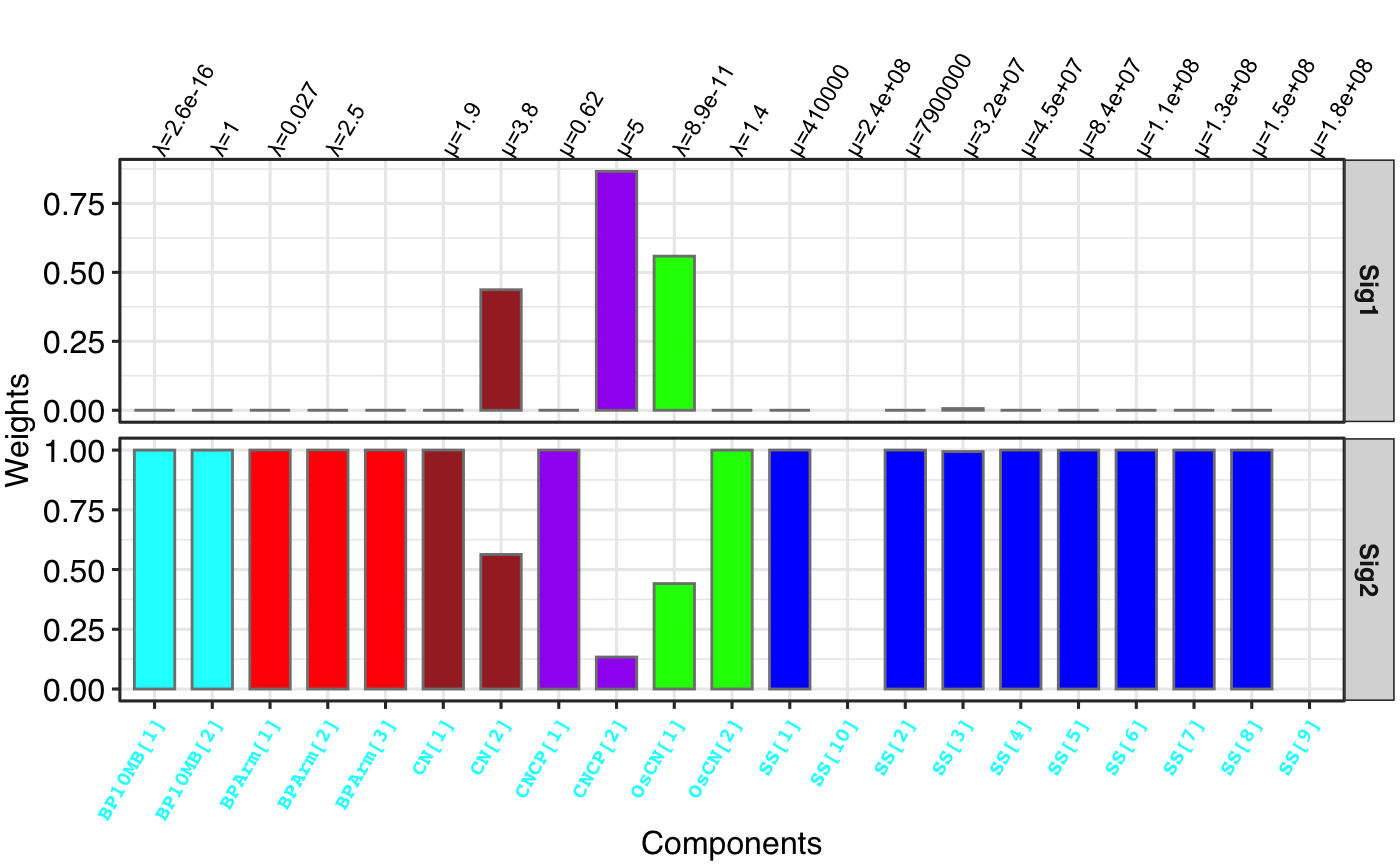 λ=2.6e-16
λ=1
λ=0.027
λ=2.5
μ=1.9
μ=3.8
μ=0.62
μ=5
λ=8.9e-11
λ=1.4
μ=410000
μ=2.4e+08
μ=7900000
μ=3.2e+07
μ=4.5e+07
μ=8.4e+07
μ=1.1e+08
μ=1.3e+08
μ=1.5e+08
μ=1.8e+08
Weights
0.75
0.50
0.25
0.00
Sig1
1.00
0.75
0.50
0.25
0.00
Sig2
BP10MB[1]
BP10MB[2]
BPArm[1]
BPArm[2]
BPArm[3]
CN[1]
CN[2]
CNCP[1]
CNCP[2]
OsCN[1]
OsCN[2]
SS[1]
SS[10]
SS[2]
SS[3]
SS[4]
SS[5]
SS[6]
SS[7]
SS[8]
SS[9]
Components